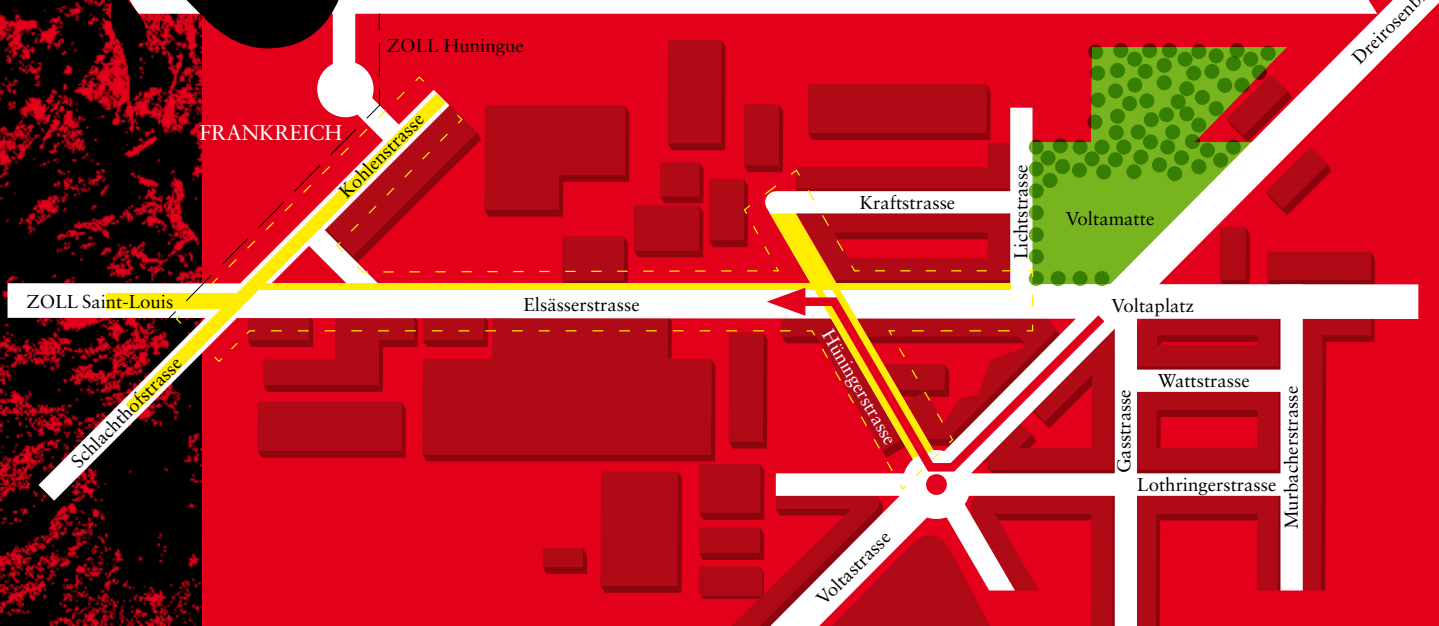 ZOLL Huningue
Dreirosenb
FRANKREICH
Kohlenstrasse
Kraftstrasse
Lichtstrasse
Voltamatte
ZOLL Saint-Louis
Elsässerstrasse
Voltaplatz
Hüningerstrasse
Schlachthofstrasse
Wattstrasse
Gasstrasse
Murbacherstrasse
Lothringerstrasse
Voltastrasse